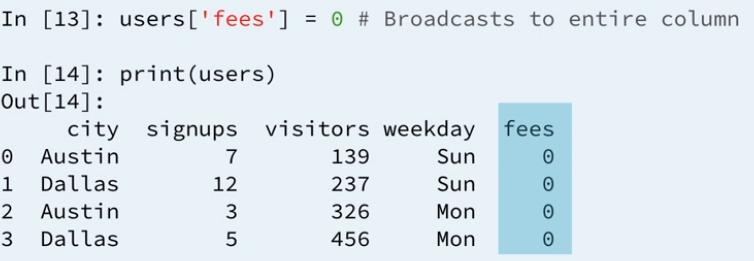 In [13]: users['fees'] = 0 # Broadcasts to entire column
In [14]: print(users)
Out[14]:
city signups visitors weekday fees
0 Austin 7 139 Sun 0
1 Dallas 12 237 Sun 0
2 Austin 3 326 Mon 0
3 Dallas 5 456 Mon 0